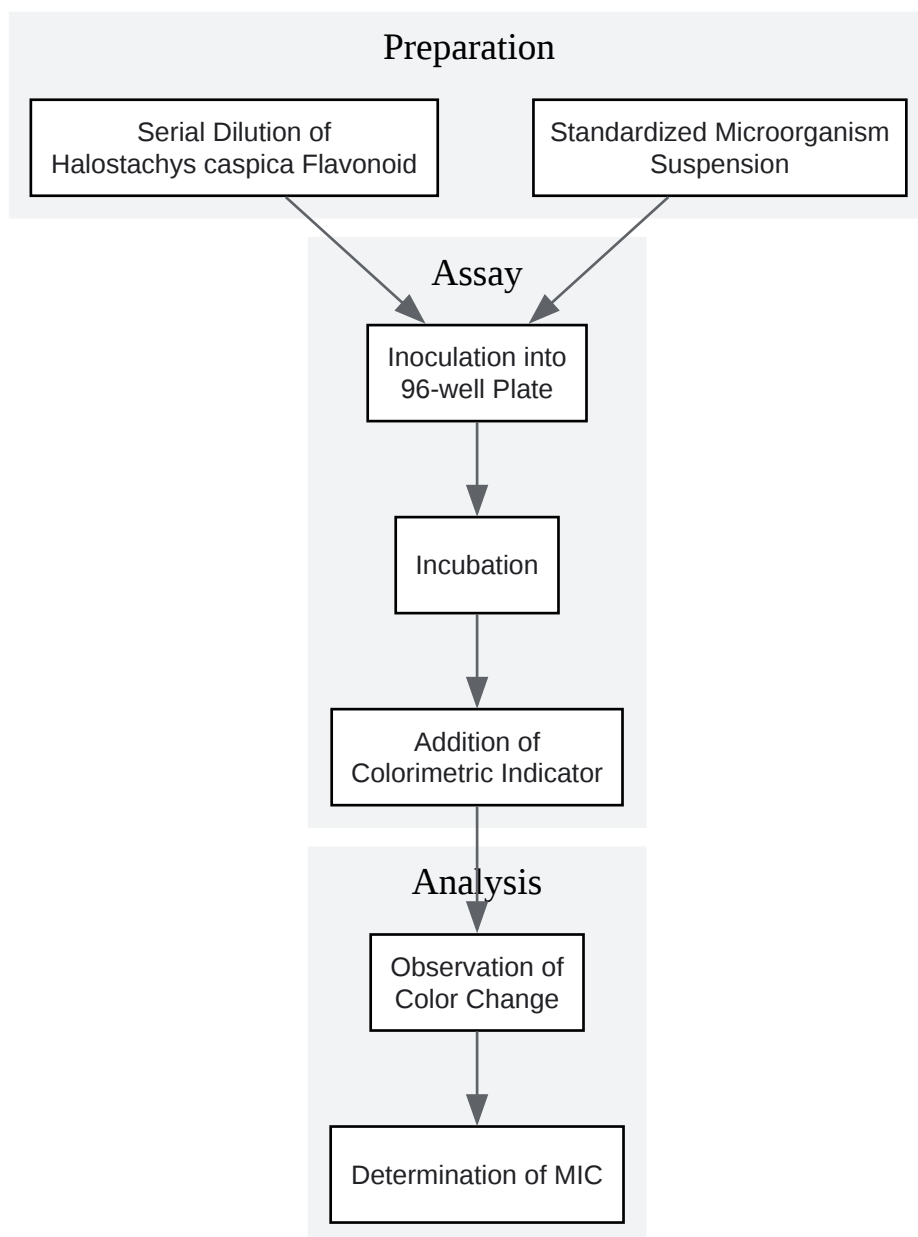 Preparation
Serial Dilution of
Halostachys caspica Flavonoid
Standardized Microorganism
Suspension
Assay
Inoculation into
96-well Plate
Incubation
Addition of
Colorimetric Indicator
Analysis
Observation of
Color Change
Determination of MIC